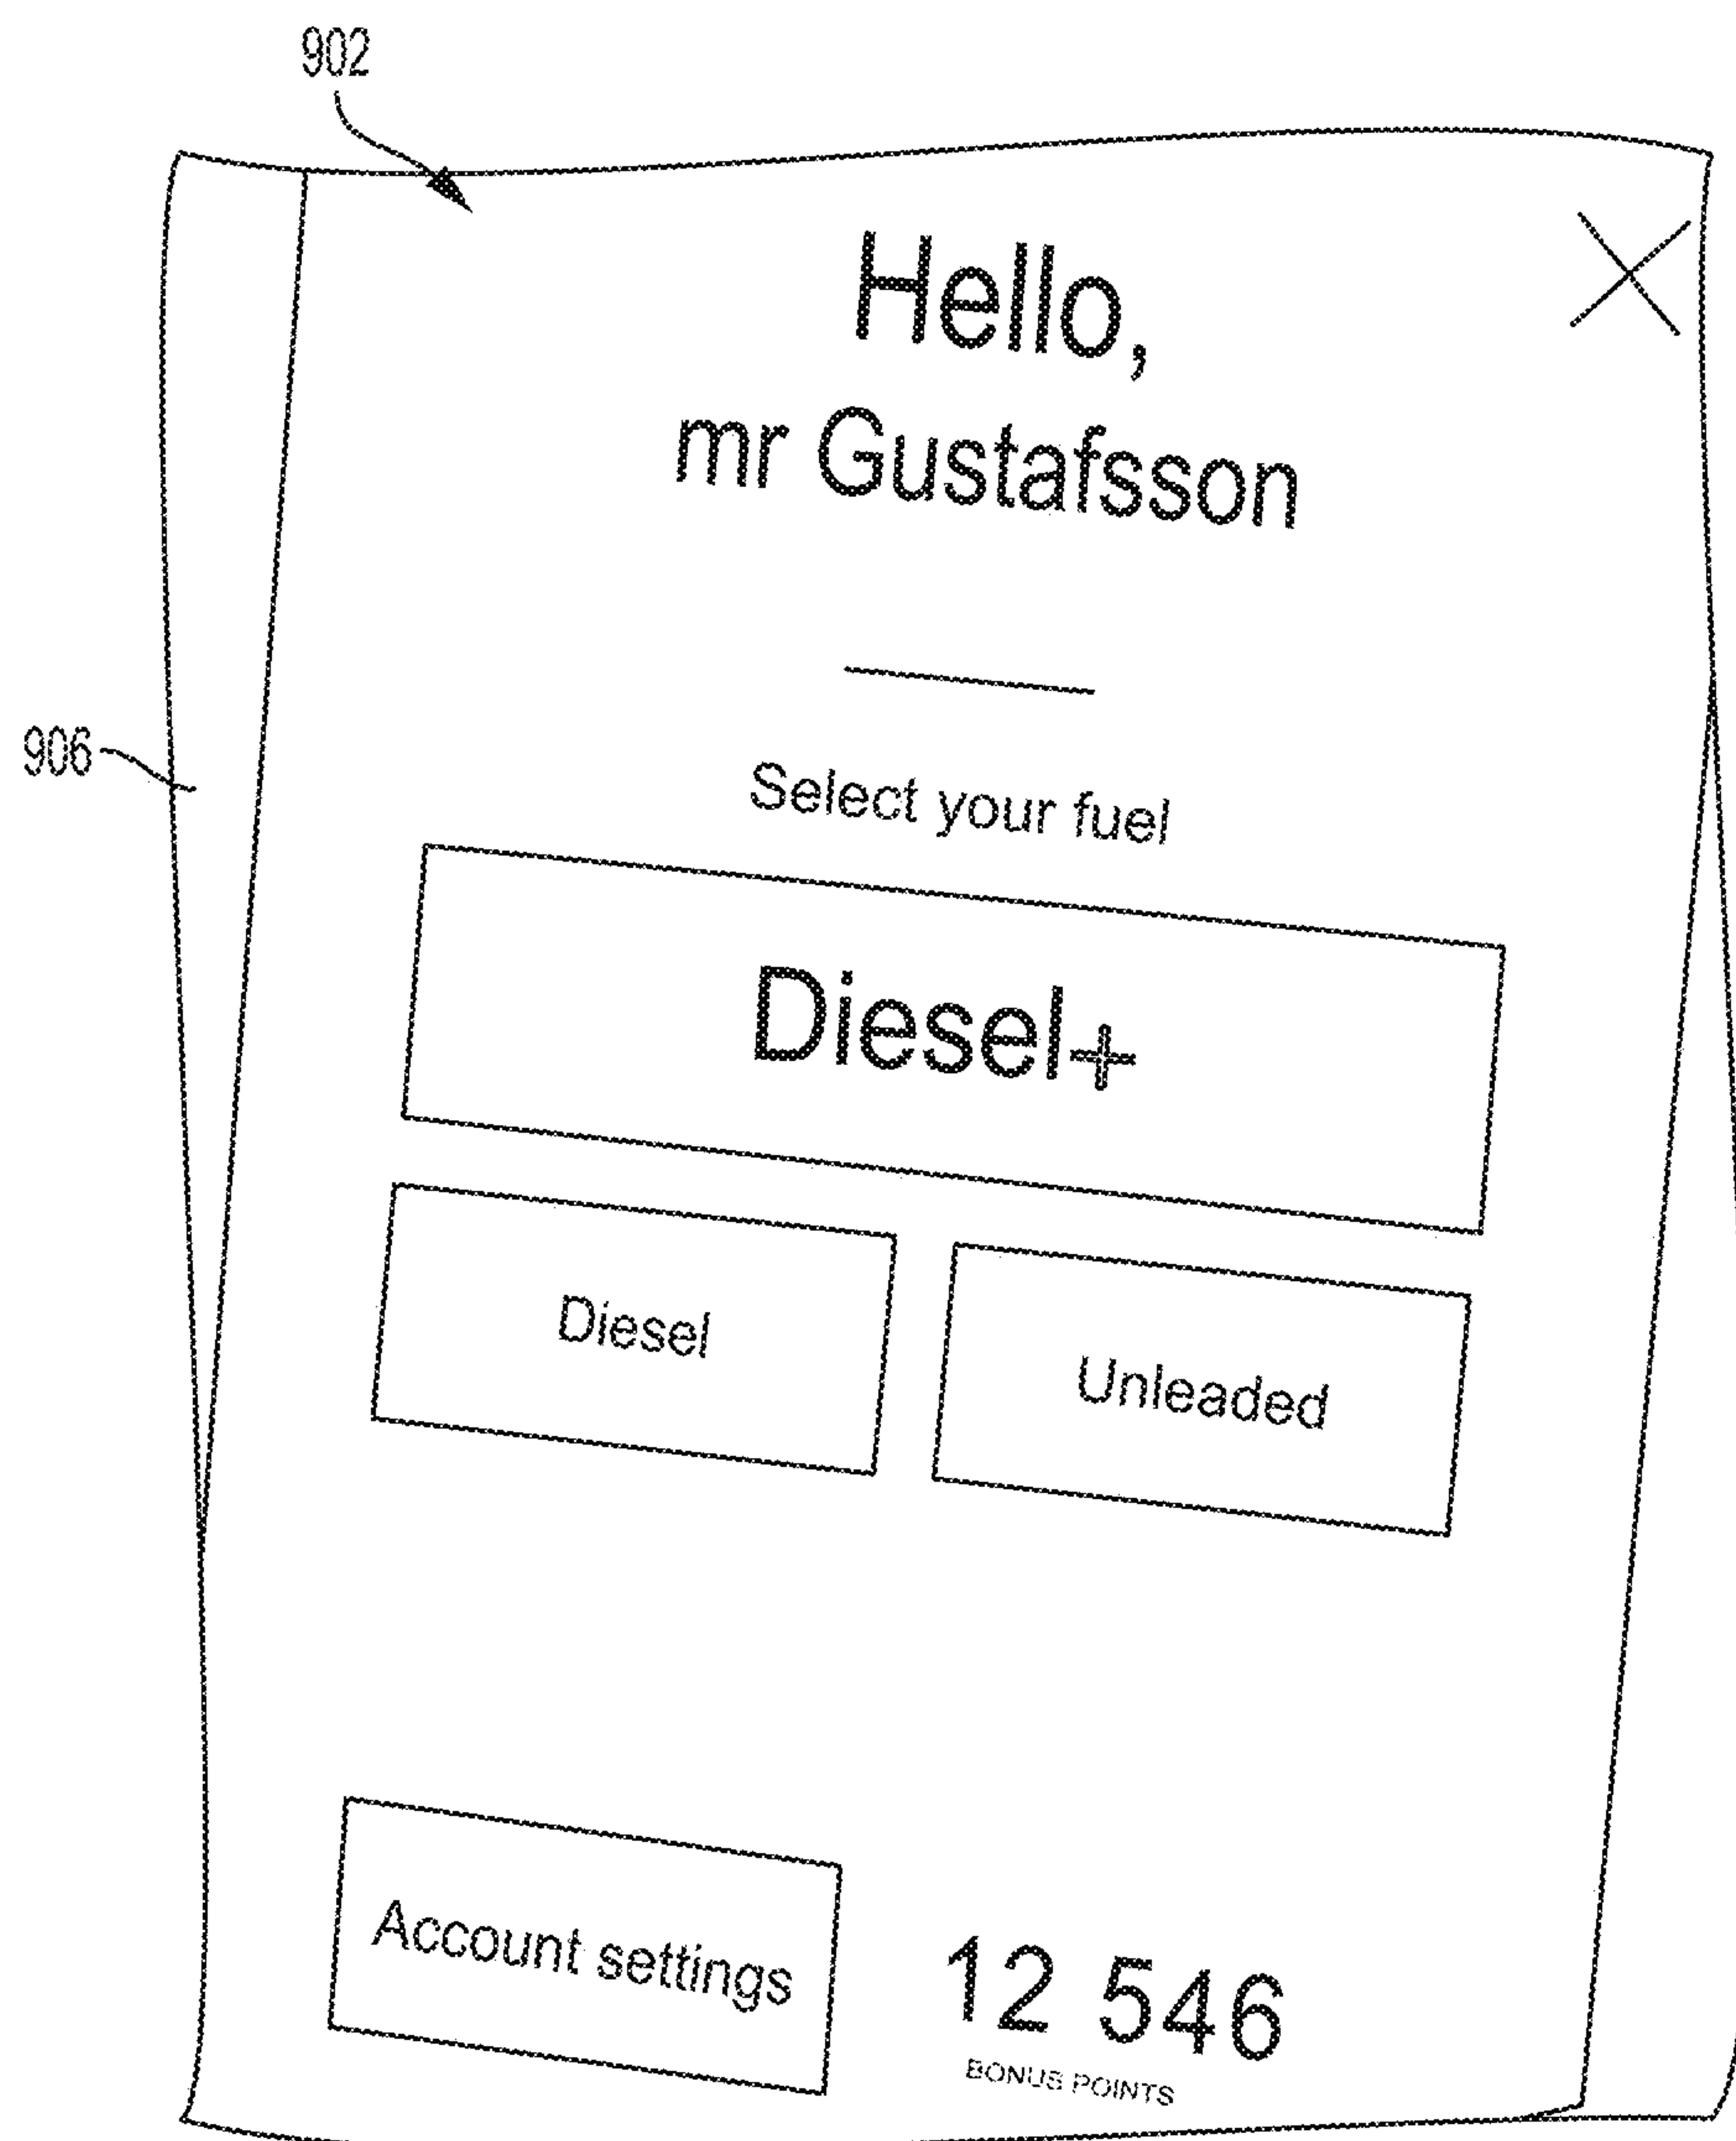 902
Hello,
mr Gustafsson
906
Select your fuel
Diesel+
Diesel
Unleaded
Account settings
12 546
BONUS POINTS